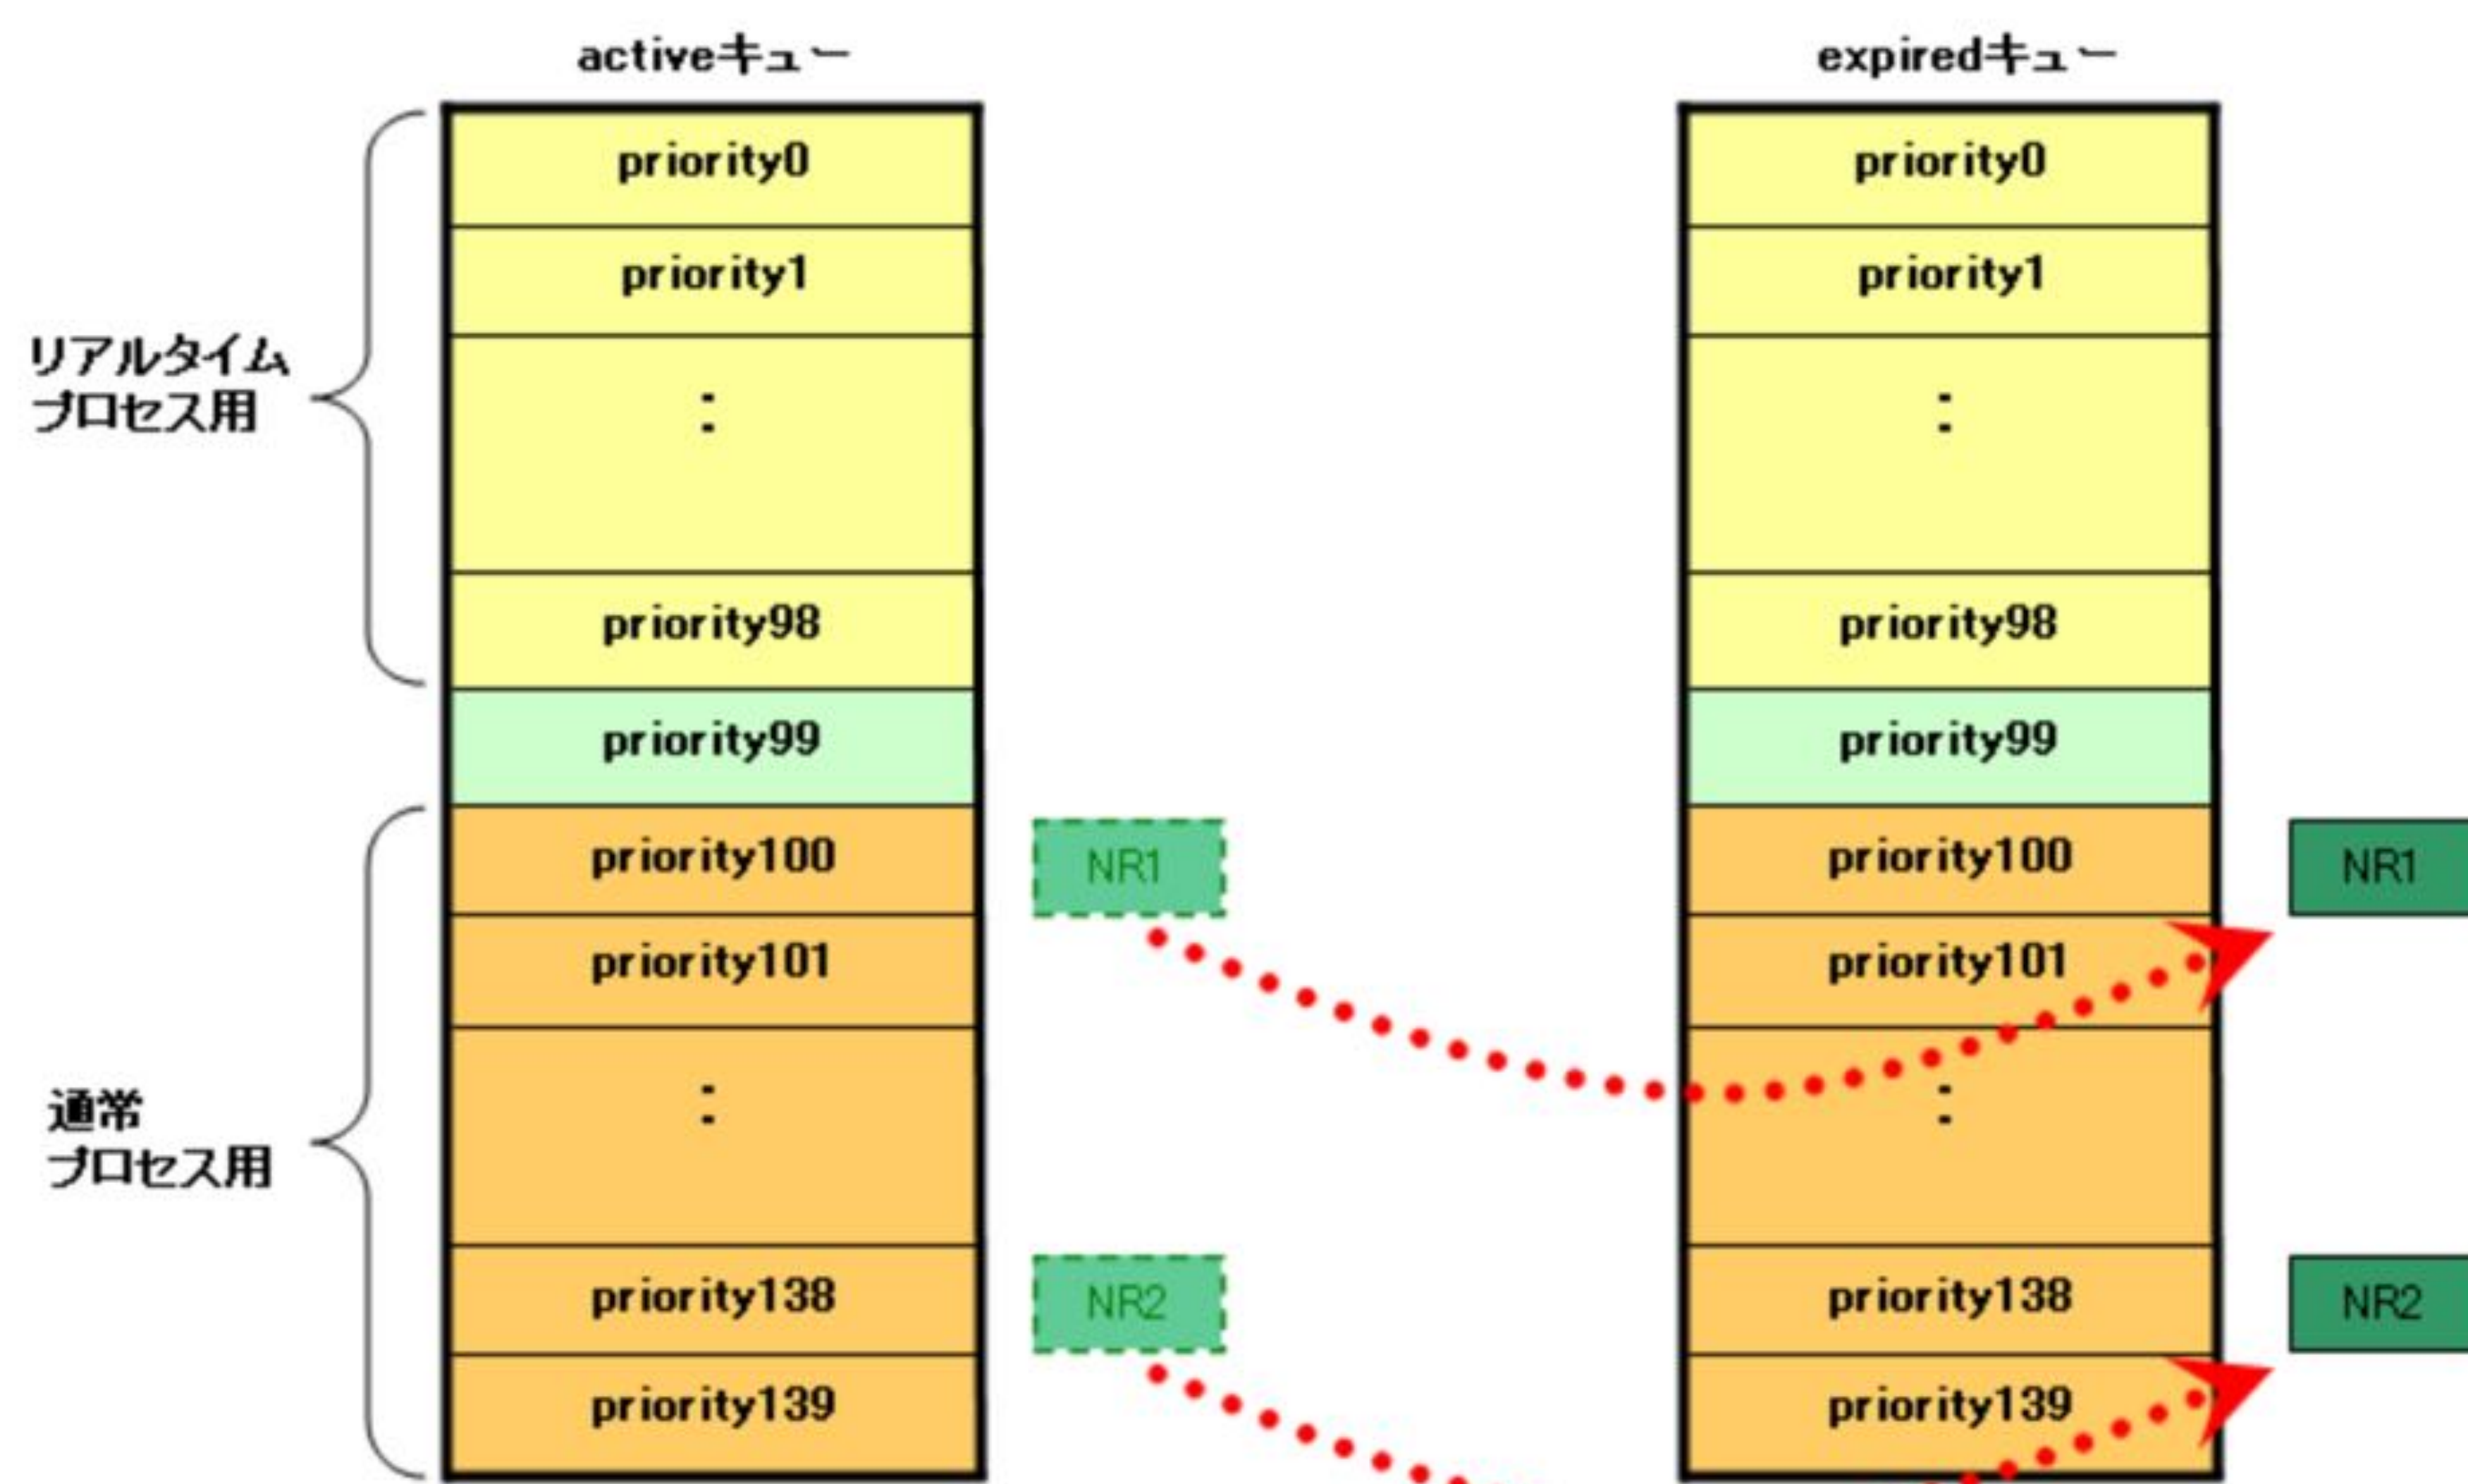 activeキュー
expiredキュー
リアルタイム
プロセス用
通常
プロセス用
priority0
priority1
:
priority98
priority99
priority100
priority101
:
priority138
priority139
NR1
NR2
priority0
priority1
:
priority98
priority99
priority100
priority101
:
priority138
priority139
NR1
NR2